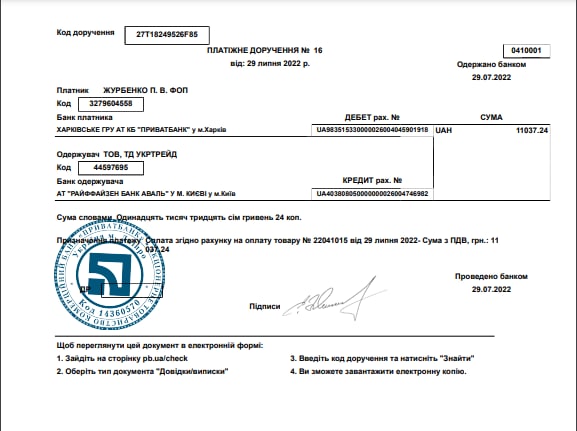 Код доручення 27T18249526F85
ПЛАТІЖНЕ ДОРУЧЕННЯ № 16 0410001
від: 29 липня 2022 р. Одержано банком
29.07.2022
Платник ЖУРБЕНКО П. В. ФОП
Код 3279604558
Банк платника ДЕБЕТ рах. № СУМА
ХАРКІВСЬКЕ ГРУ АТ КБ "ПРИВАТБАНК" у м.Харків UA983515330000026004045901918 UAH 11037.24
Одержувач ТОВ, ТД УКРТРЕЙД
Код 44597695
Банк одержувача КРЕДИТ рах. №
АТ "РАЙФФАЙЗЕН БАНК АВАЛЬ" У М. КИЄВІ у м.Київ UA403808050000000026004746982
Сума словами Одинадцять тисяч тридцять сім гривень 24 коп.
Призначення платежу Сплата згідно рахунку на оплату товару № 22041015 від 29 липня 2022- Сума з ПДВ, грн.: 11
037.24
Проведено банком
ДР 29.07.2022
Підписи
Код 14360570
Щоб переглянути цей документ в електронній формі:
1. Зайдіть на сторінку pb.ua/check 3. Введіть код доручення та натисніть "Знайти"
2. Оберіть тип документа "Довідки/виписки" 4. Ви зможете завантажити електронну копію.